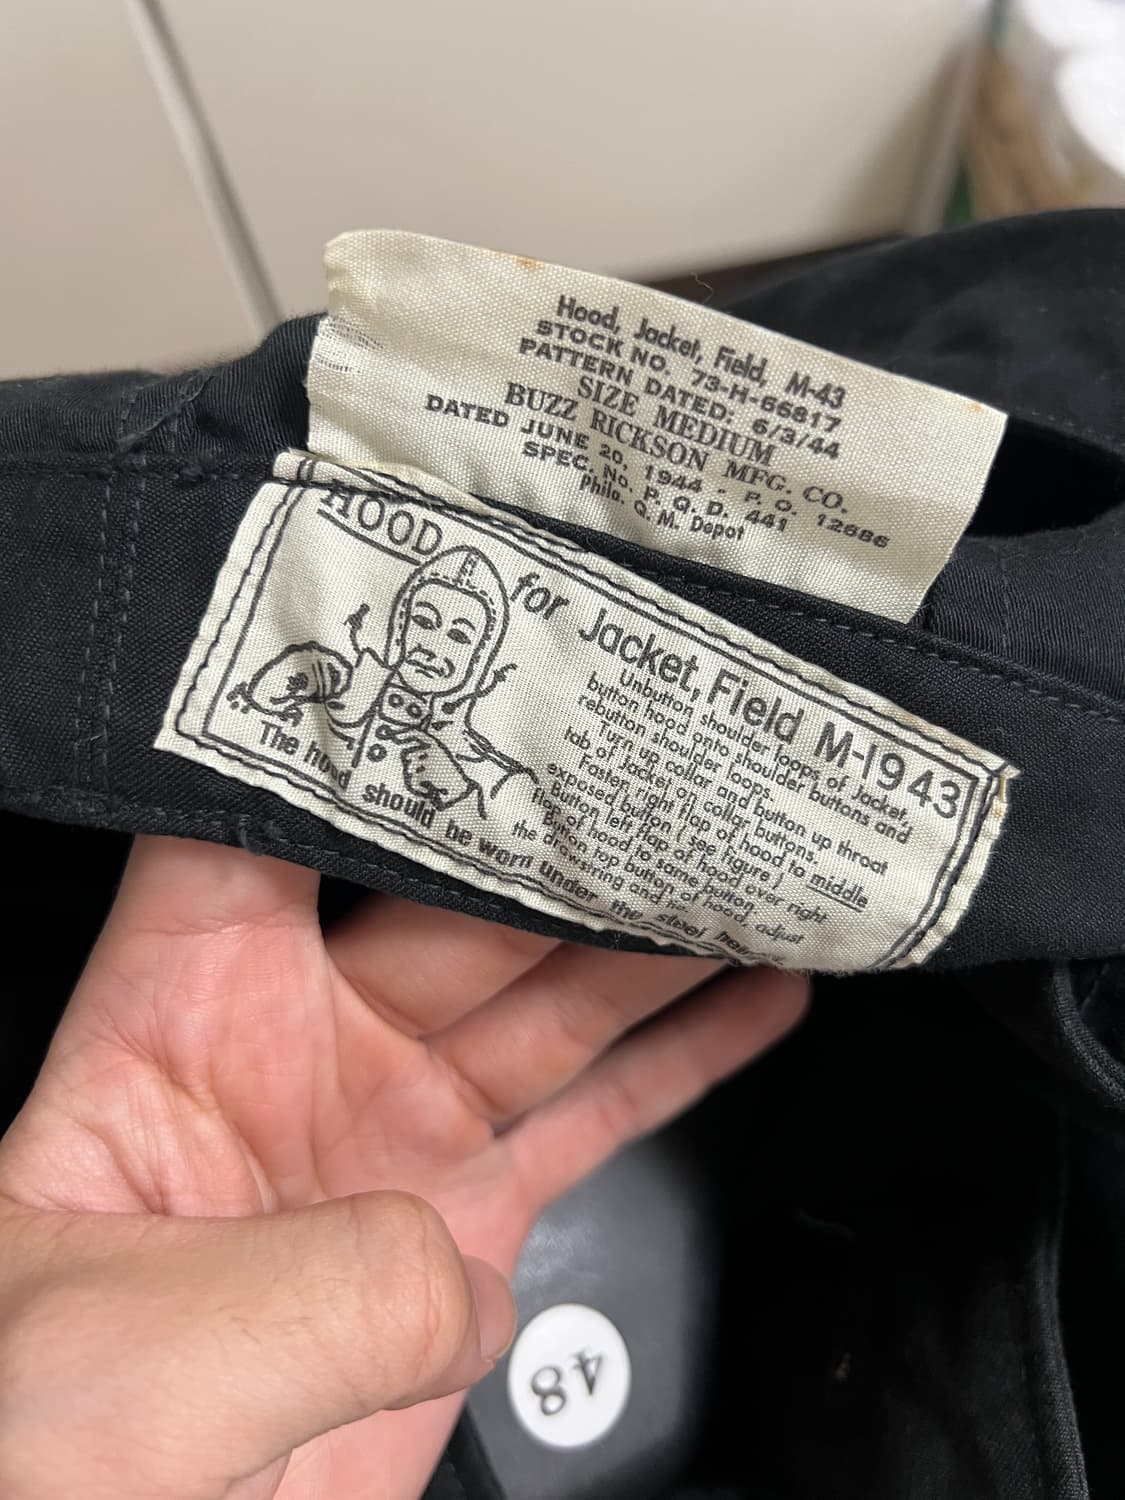 Hood, Jacket, Field, M-43
STOCK NO. 73-H-66817
PATTERN DATED: 6/3/44
SIZE MEDIUM
BUZZ RICKSON MFG. CO.
DATED JUNE 20, 1944 - P. O. 12686
SPEC. No. P. Q. D. 441
Phila. Q. M. Depot
HOOD for Jacket, Field M-1943
Unbutton shoulder loops of Jacket,
button hood onto shoulder buttons and
rebutton shoulder loops.
Turn up collar and button up throat
tab of Jacket on collar buttons.
Fasten right flap of hood to middle
exposed button (see figure)
Button left flap of hood over right
flap of hood to same button
Button top button of hood, adjust
the drawstring and tie.
The hood should be worn under the steel helmet
48